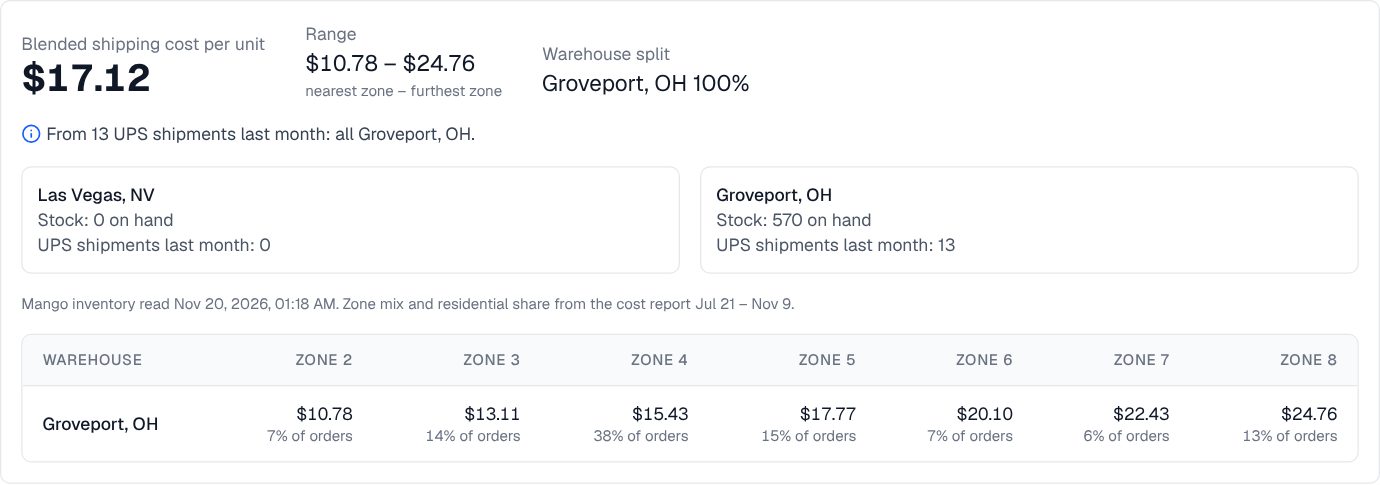 Blended shipping cost per unit
$17.12
Range
$10.78 – $24.76
nearest zone – furthest zone
Warehouse split
Groveport, OH 100%
From 13 UPS shipments last month: all Groveport, OH.
Las Vegas, NV
Stock: 0 on hand
UPS shipments last month: 0
Groveport, OH
Stock: 570 on hand
UPS shipments last month: 13
Mango inventory read Nov 20, 2026, 01:18 AM. Zone mix and residential share from the cost report Jul 21 – Nov 9.
WAREHOUSE ZONE 2 ZONE 3 ZONE 4 ZONE 5 ZONE 6 ZONE 7 ZONE 8
Groveport, OH
$10.78 $13.11 $15.43 $17.77 $20.10 $22.43 $24.76
7% of orders 14% of orders 38% of orders 15% of orders 7% of orders 6% of orders 13% of orders